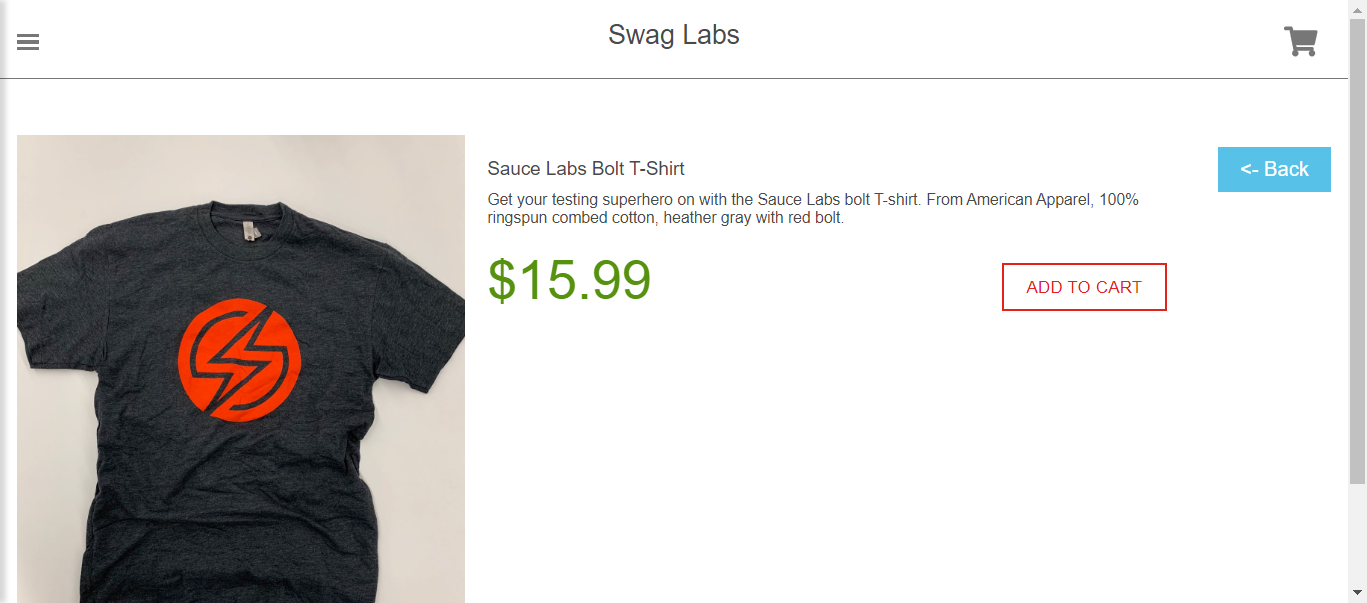 Swag Labs
Sauce Labs Bolt T-Shirt
<- Back
Get your testing superhero on with the Sauce Labs bolt T-shirt. From American Apparel, 100%
ringspun combed cotton, heather gray with red bolt.
$15.99
ADD TO CART